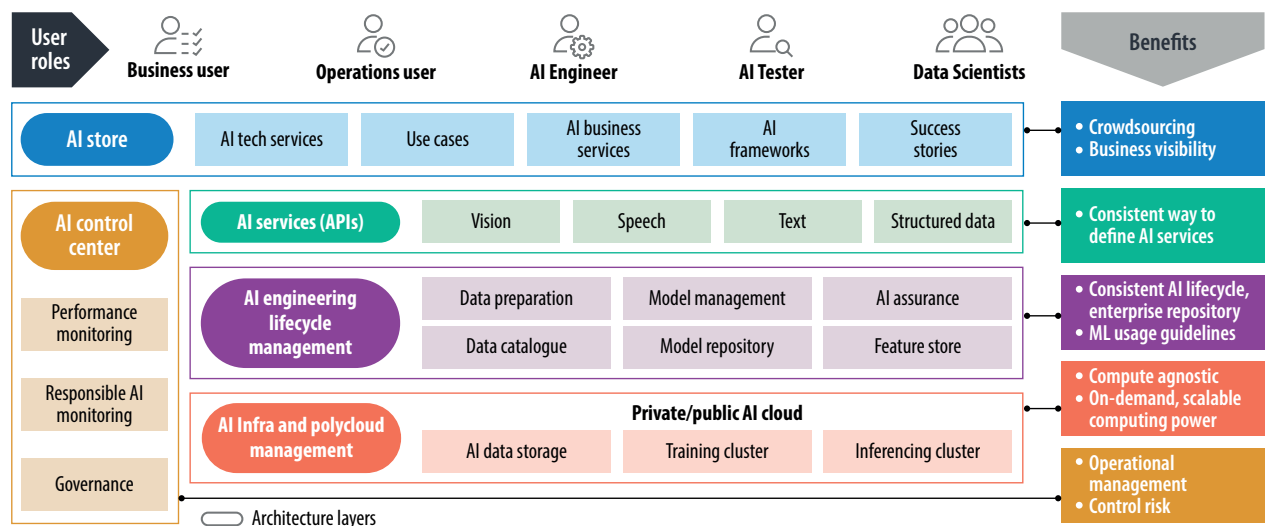 User
roles
Business user
Operations user
AI Engineer
AI Tester
Data Scientists
Benefits
AI store
AI tech services
Use cases
AI business
services
AI
frameworks
Success
stories
• Crowdsourcing
• Business visibility
AI control
center
Performance
monitoring
Responsible AI
monitoring
Governance
AI services (APIs)
Vision
Speech
Text
Structured data
• Consistent way to
define AI services
AI engineering
lifecycle
management
Data preparation
Model management
AI assurance
Data catalogue
Model repository
Feature store
• Consistent AI lifecycle,
enterprise repository
• ML usage guidelines
AI Infra and polycloud
management
Private/public AI cloud
AI data storage
Training cluster
Inferencing cluster
• Compute agnostic
• On-demand, scalable
computing power
• Operational
management
• Control risk
Architecture layers